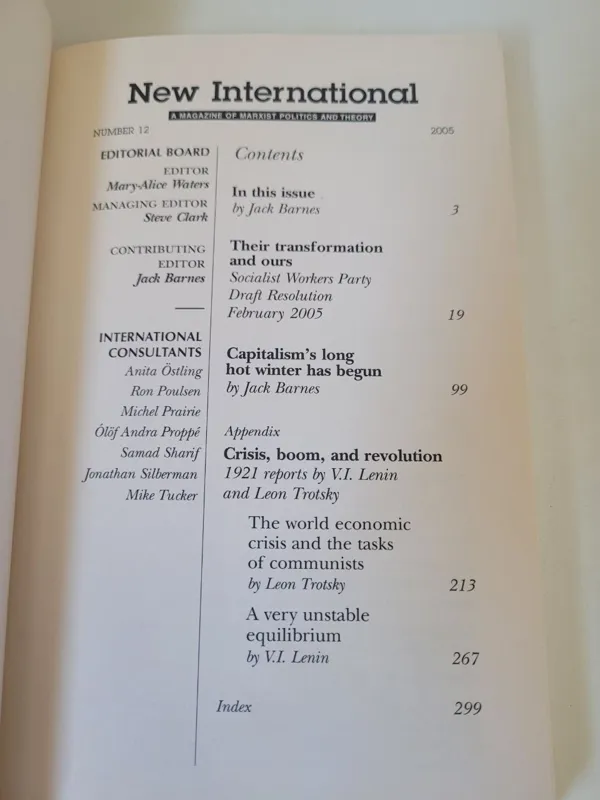 New International
A MAGAZINE OF MARXIST POLITICS AND THEORY
NUMBER 12
2005
EDITORIAL BOARD
EDITOR
Mary-Alice Waters
MANAGING EDITOR
Steve Clark
CONTRIBUTING
EDITOR
Jack Barnes
INTERNATIONAL
CONSULTANTS
Anita Östling
Ron Poulsen
Michel Prairie
Ólöf Andra Proppé
Samad Sharif
Jonathan Silberman
Mike Tucker
Contents
In this issue
by Jack Barnes 3
Their transformation
and ours
Socialist Workers Party
Draft Resolution
February 2005 19
Capitalism's long
hot winter has begun
by Jack Barnes 99
Appendix
Crisis, boom, and revolution
1921 reports by V.I. Lenin
and Leon Trotsky
The world economic
crisis and the tasks
of communists
by Leon Trotsky 213
A very unstable
equilibrium
by V.I. Lenin 267
Index 299